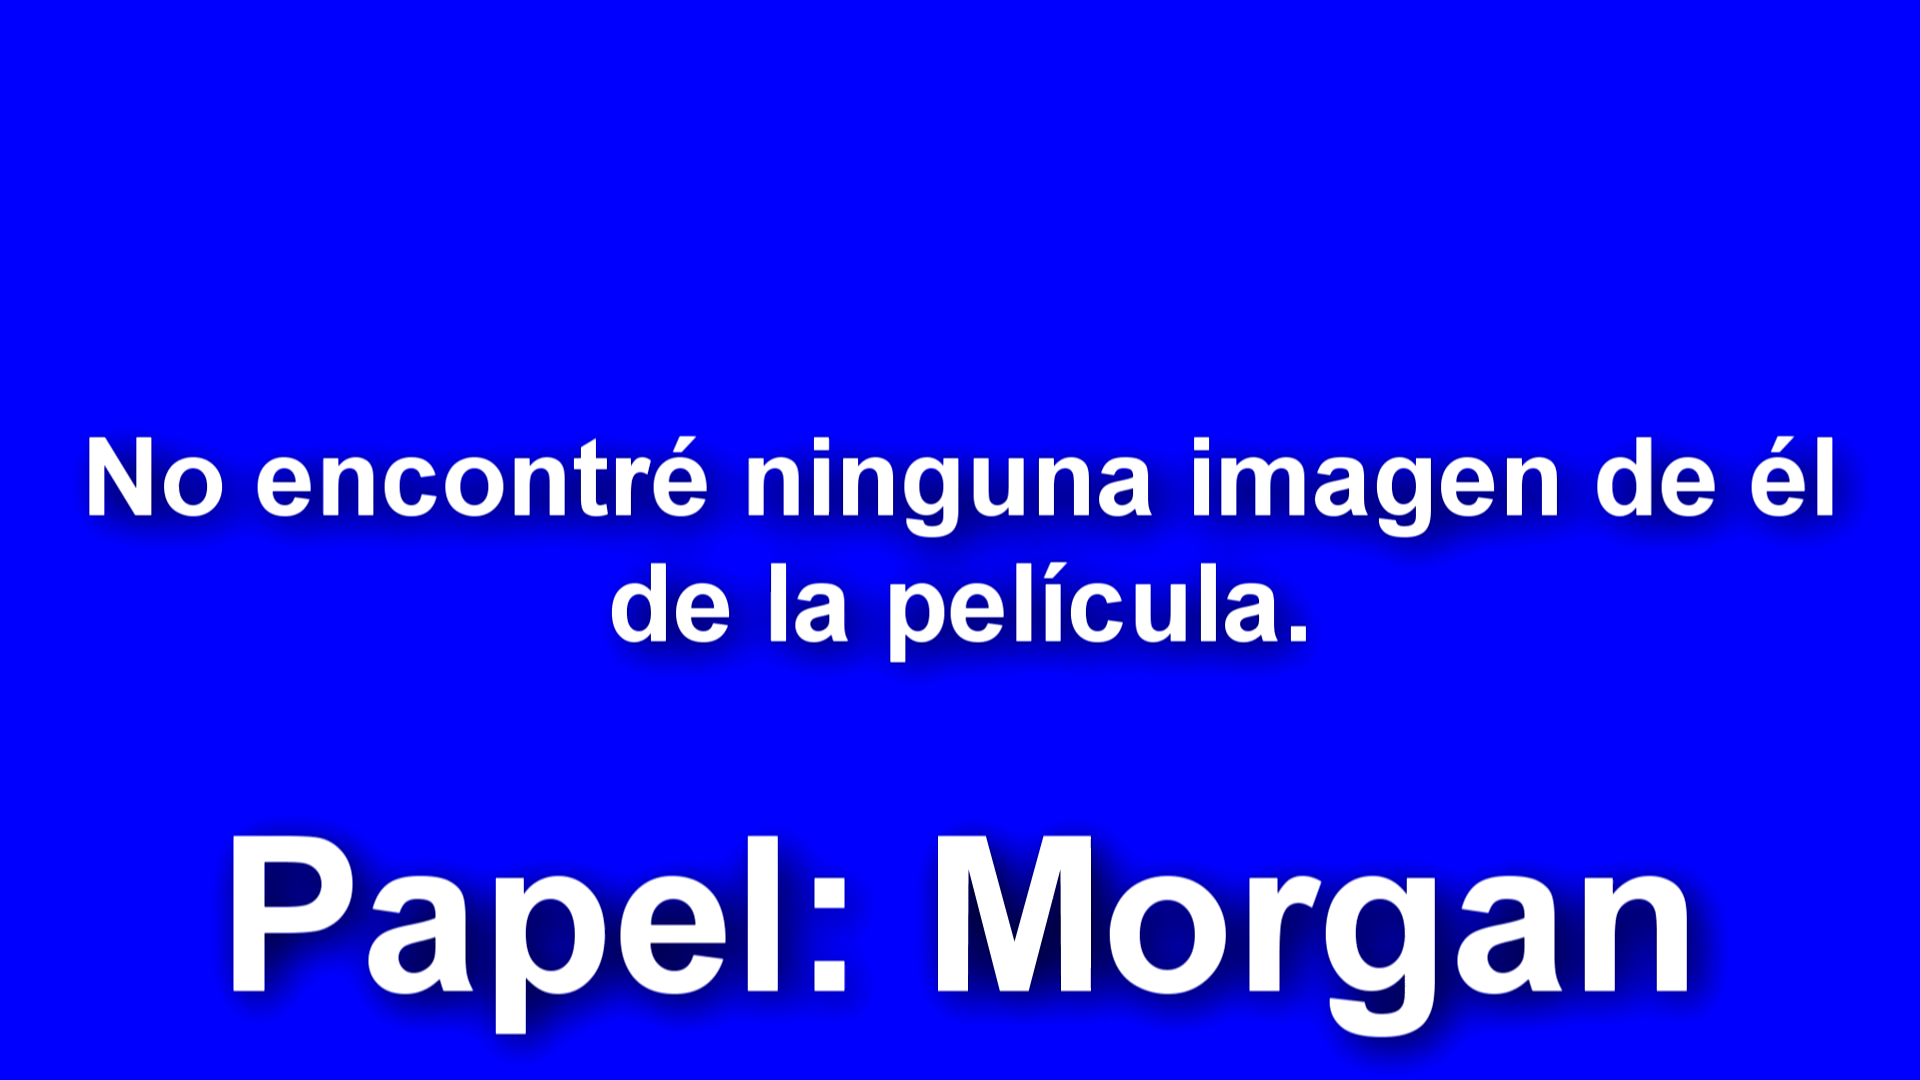 No encontré ninguna imagen de él
de la película.
Papel: Morgan